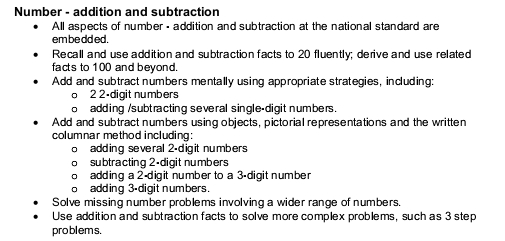 Number - addition and subtraction
• All aspects of number - addition and subtraction at the national standard are
embedded.
• Recall and use addition and subtraction facts to 20 fluently; derive and use related
facts to 100 and beyond.
• Add and subtract numbers mentally using appropriate strategies, including:
o 2 2-digit numbers
o adding /subtracting several single-digit numbers.
• Add and subtract numbers using objects, pictorial representations and the written
columnar method including:
o adding several 2-digit numbers
o subtracting 2-digit numbers
o adding a 2-digit number to a 3-digit number
o adding 3-digit numbers.
• Solve missing number problems involving a wider range of numbers.
• Use addition and subtraction facts to solve more complex problems, such as 3 step
problems.